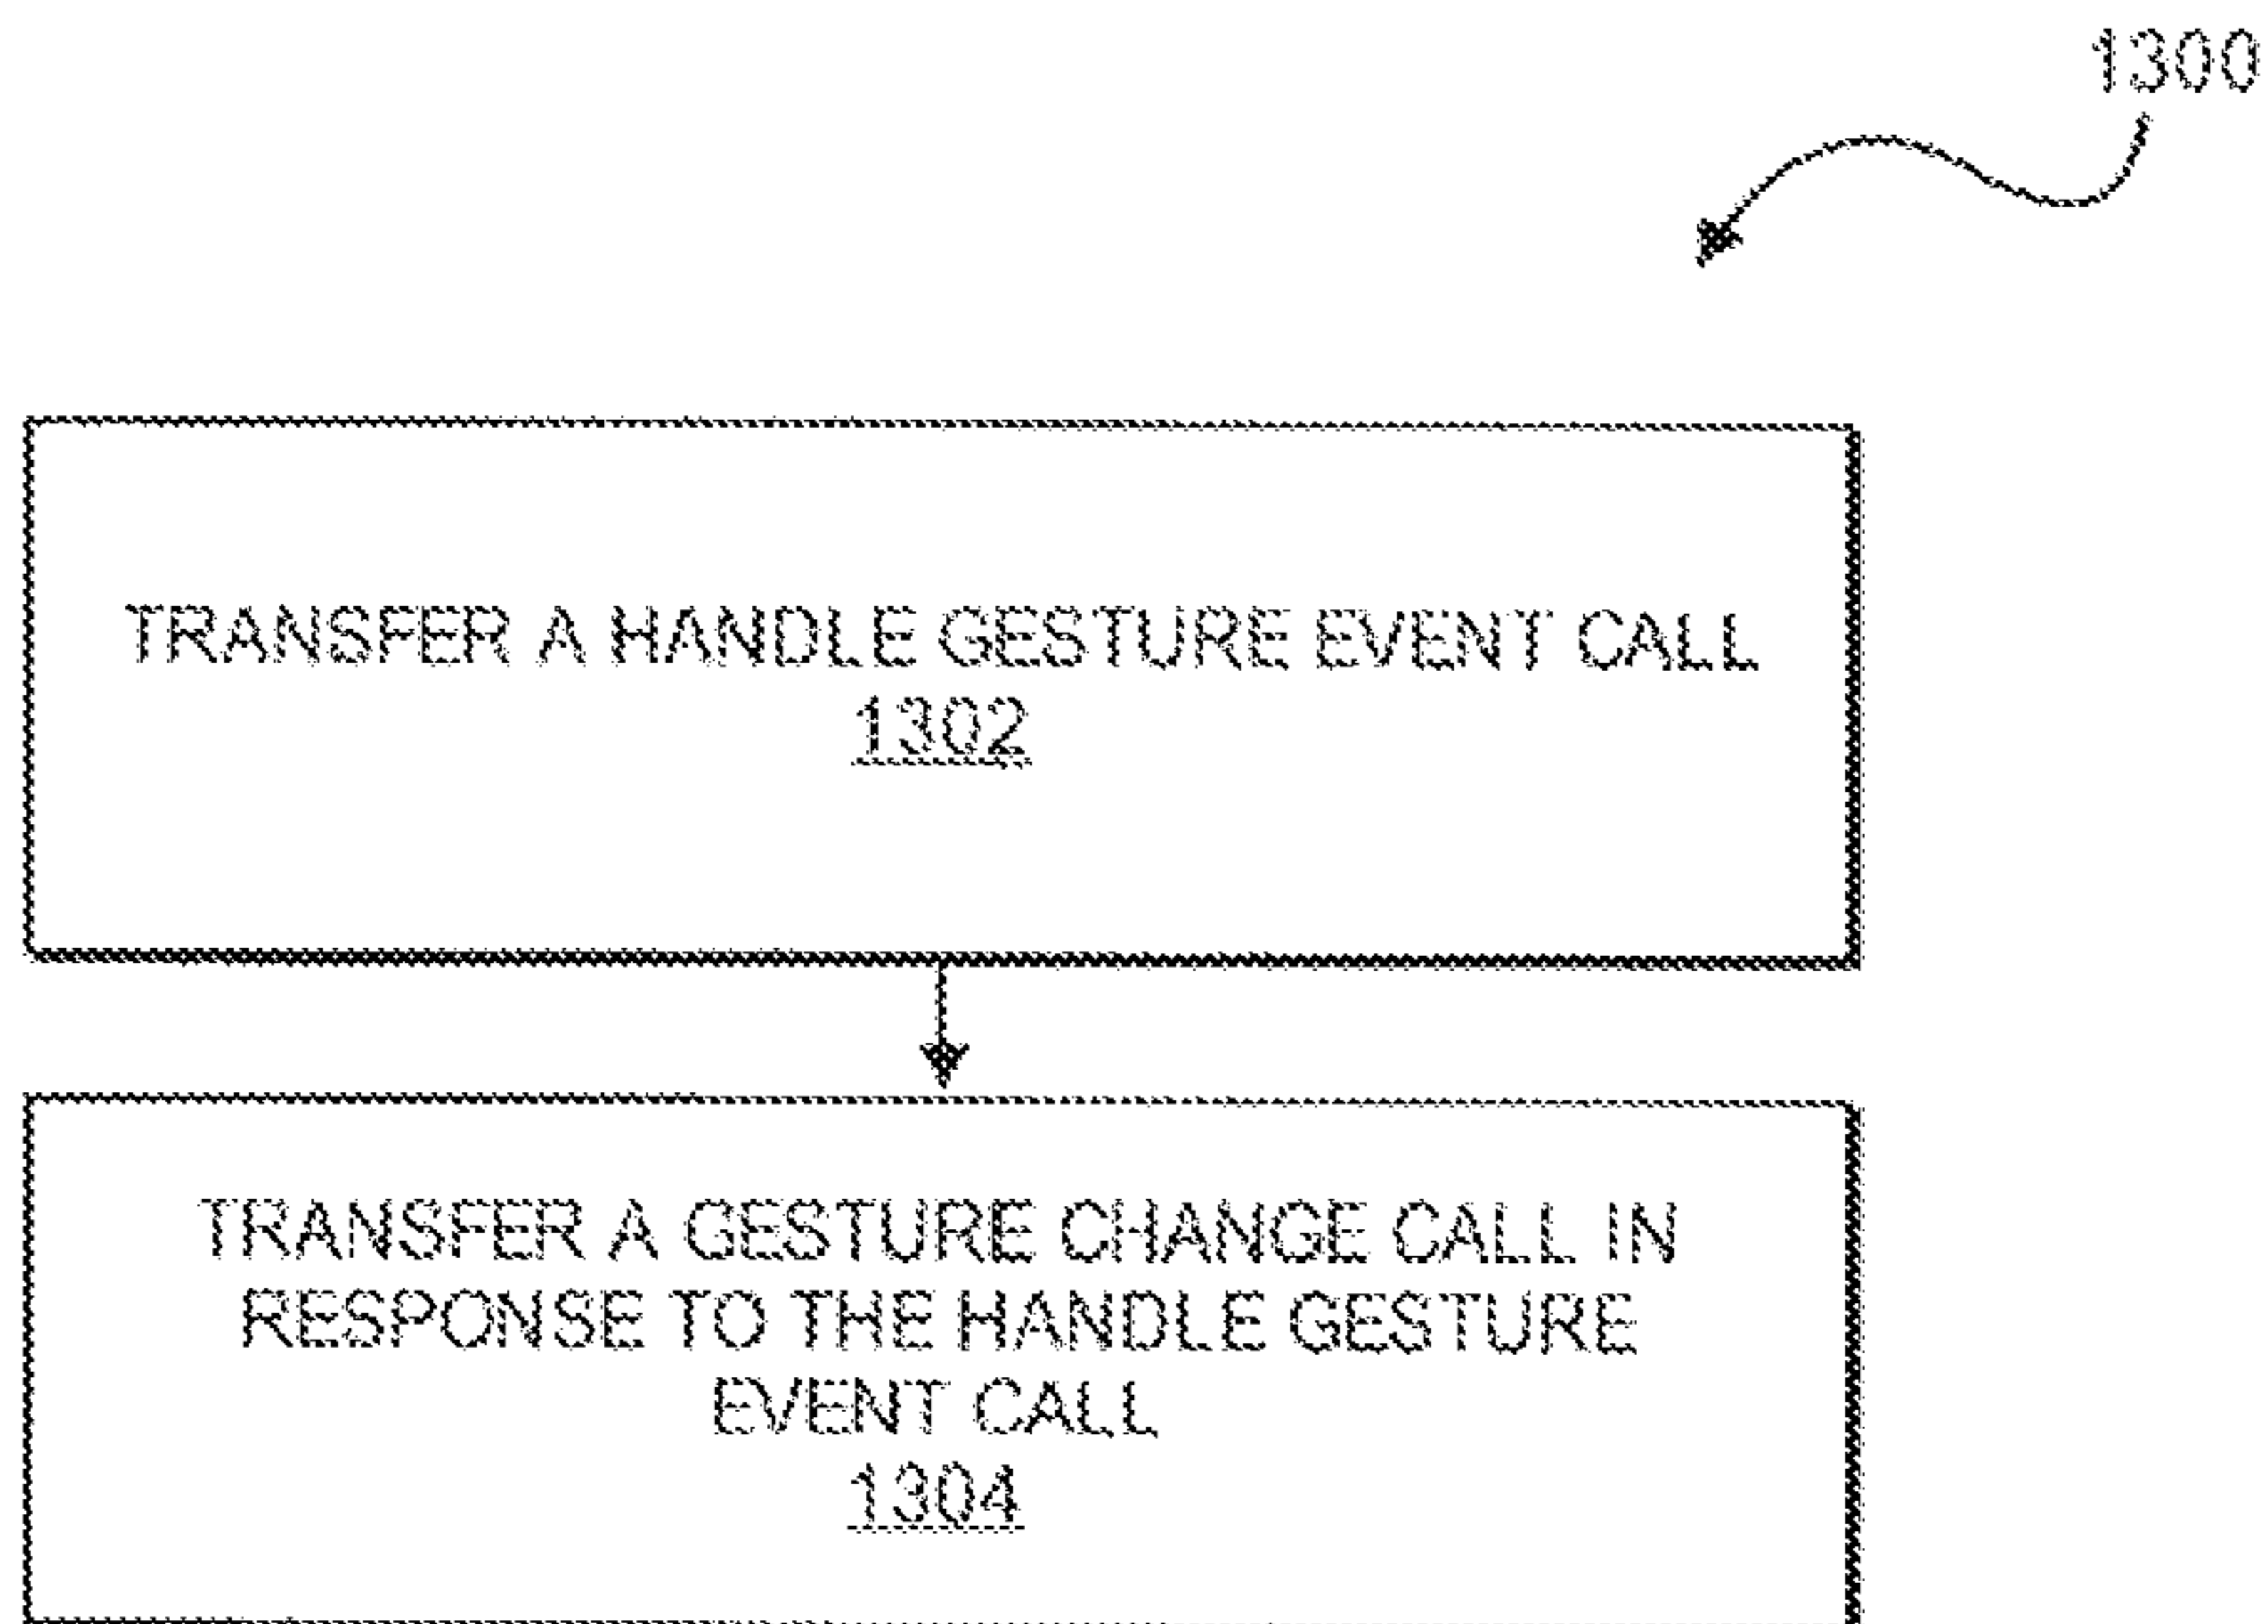 1300
TRANSFER A HANDLE GESTURE EVENT CALL
1302
TRANSFER A GESTURE CHANGE CALL IN
RESPONSE TO THE HANDLE GESTURE
EVENT CALL
1304